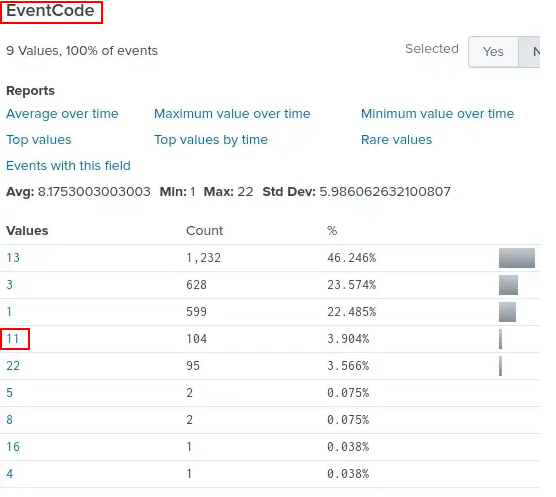 EventCode
9 Values, 100% of events Selected Yes N
Reports
Average over time Maximum value over time Minimum value over time
Top values Top values by time Rare values
Events with this field
Avg: 8.1753003003003 Min: 1 Max: 22 Std Dev: 5.986062632100807
Values Count %
13 1,232 46.246%
3 628 23.574%
1 599 22.485%
11 104 3.904%
22 95 3.566%
5 2 0.075%
8 2 0.075%
16 1 0.038%
4 1 0.038%